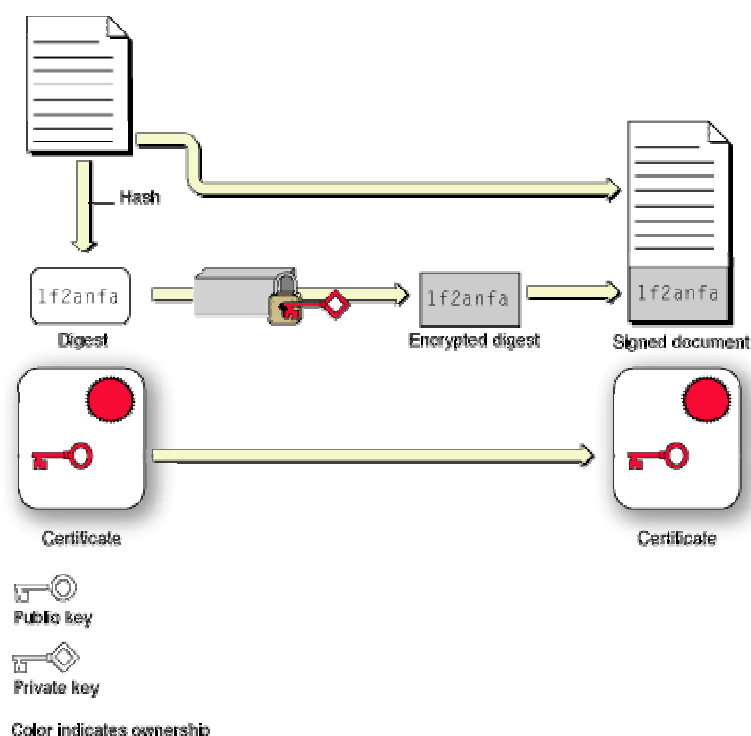 Hash
1f2anfa
1f2anfa
1f2anfa
Digest
Encrypted digest
Signed document
Certificate
Certificate
Public key
Private key
Color indicates ownership